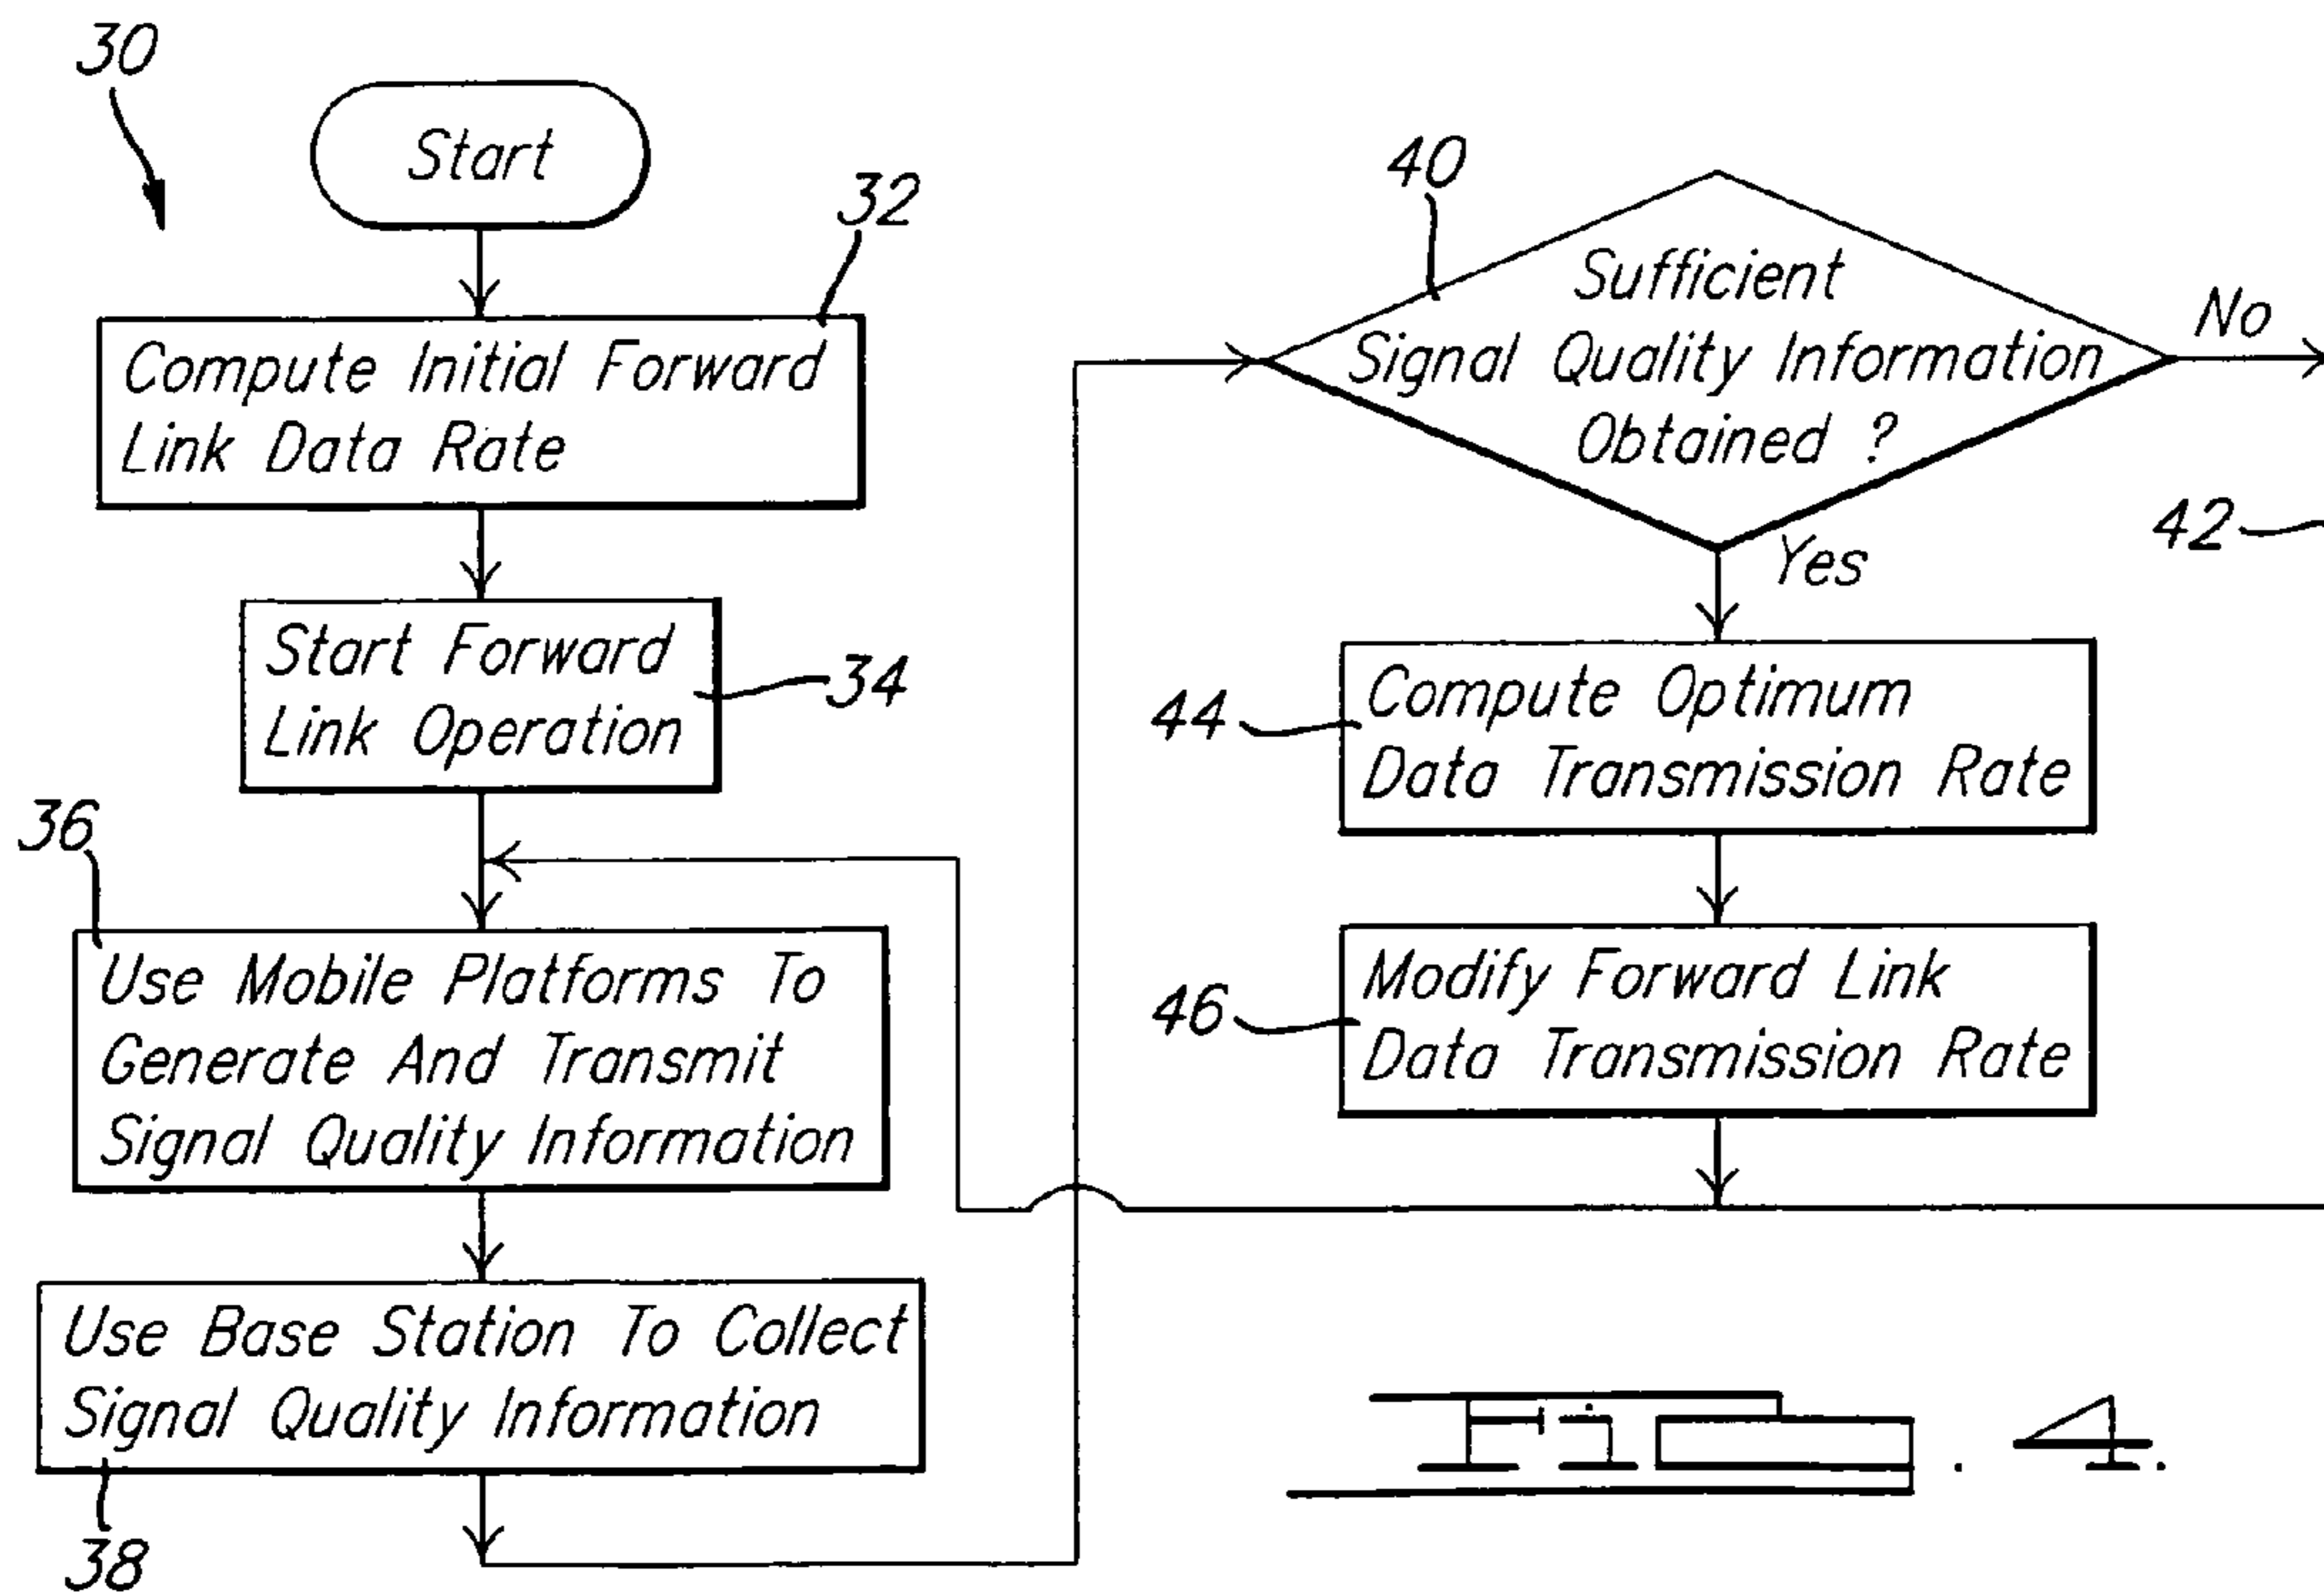 30
Start
32
Compute Initial Forward
Link Data Rate
Start Forward
Link Operation
34
36
Use Mobile Platforms To
Generate And Transmit
Signal Quality Information
Use Base Station To Collect
Signal Quality Information
38
40
Sufficient
Signal Quality Information
Obtained ?
No
42
Yes
44
Compute Optimum
Data Transmission Rate
46
Modify Forward Link
Data Transmission Rate
FIG. 4.